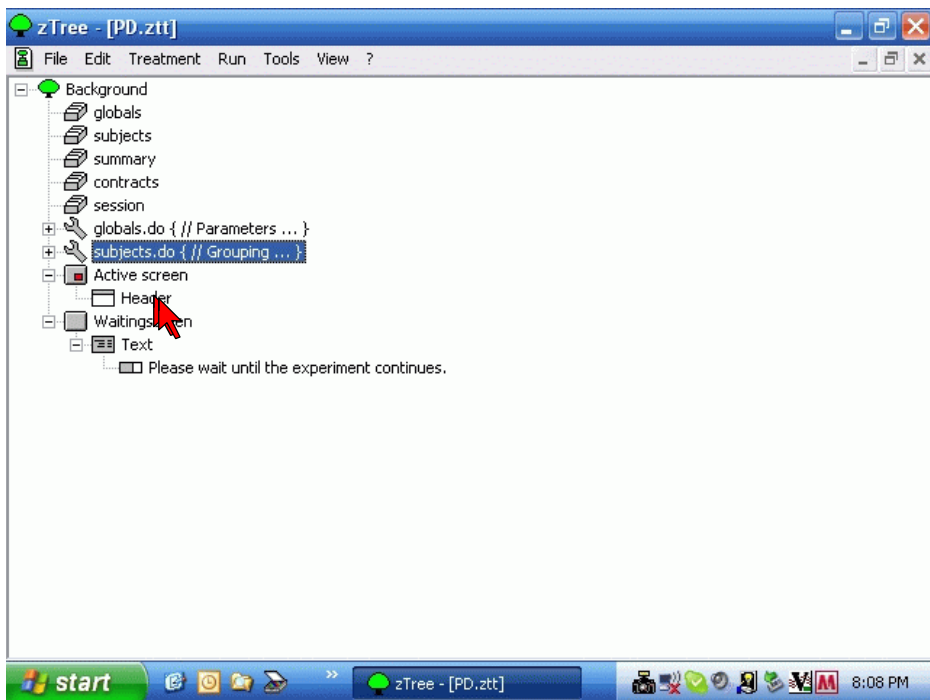 zTree - [PD.ztt]
File Edit Treatment Run Tools View ?
Background
globals
subjects
summary
contracts
session
globals.do { // Parameters ... }
subjects.do { // Grouping ... }
Active screen
Header
Text
Please wait until the experiment continues.
start
zTree - [PD.ztt]
8:08 PM